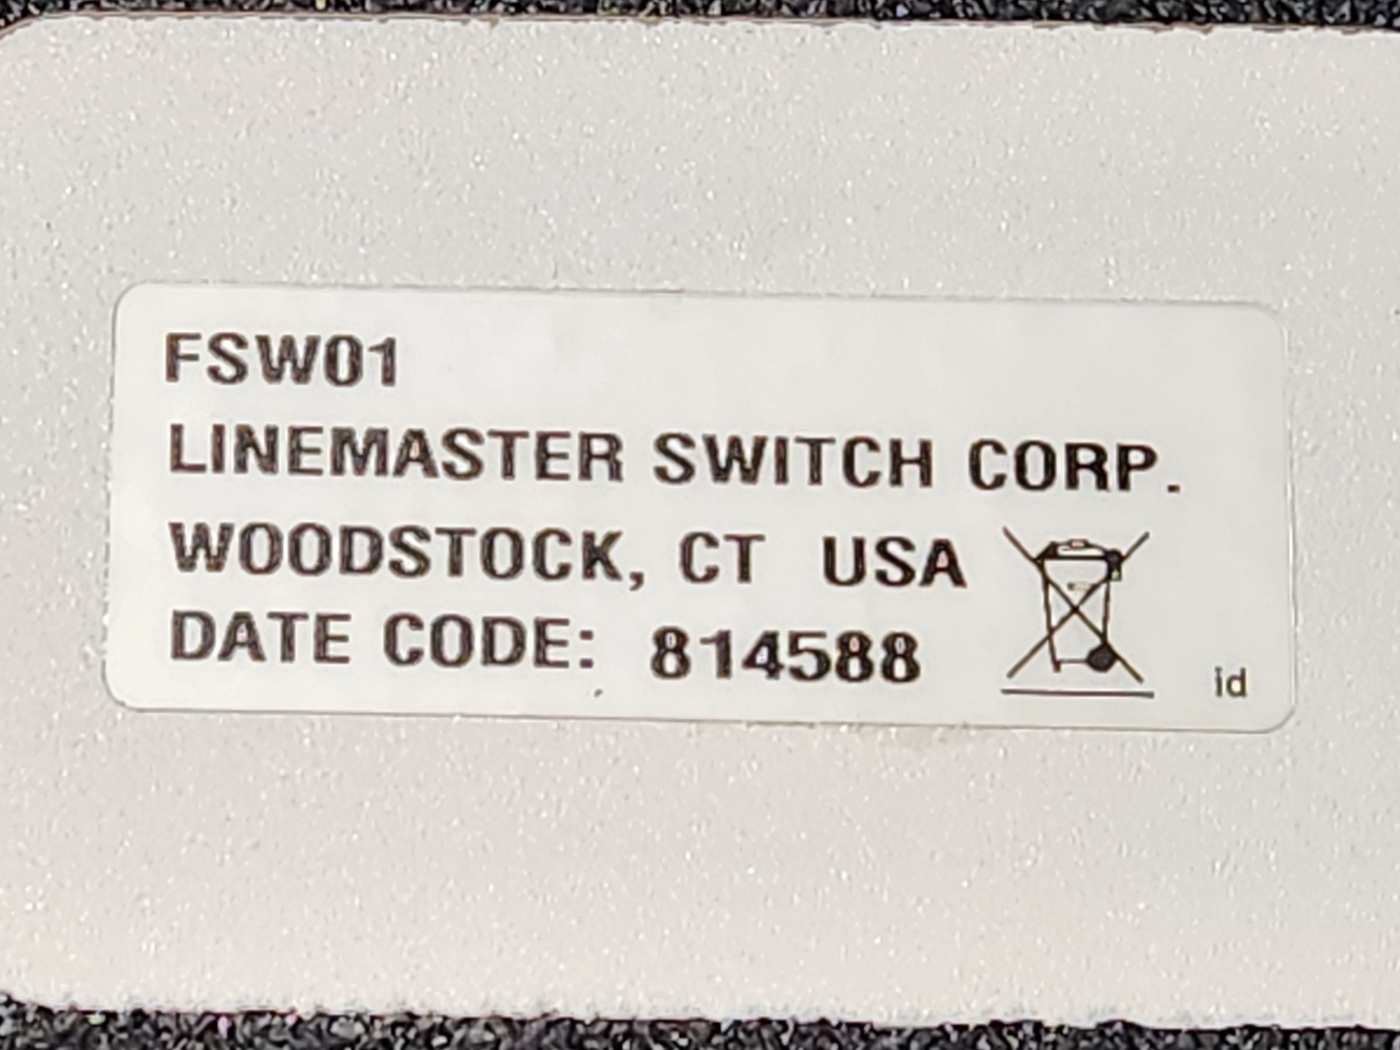 FSW01
LINEMASTER SWITCH CORP.
WOODSTOCK, CT USA
DATE CODE: 814588
id